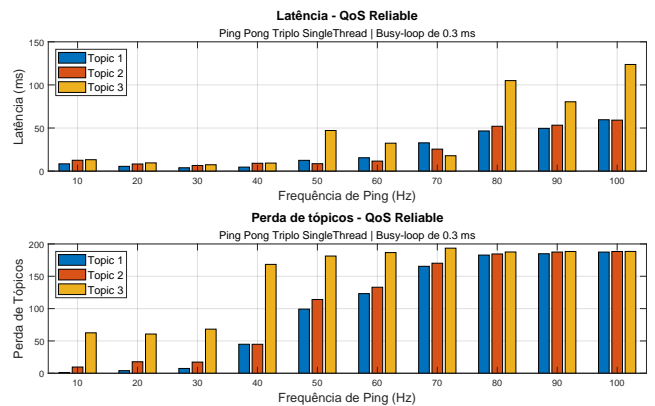 Latência - QoS Reliable
Ping Pong Triplo SingleThread | Busy-loop de 0.3 ms
150
100
50
0
Latência (ms)
Topic 1
Topic 2
Topic 3
10 20 30 40 50 60 70 80 90 100
Frequência de Ping (Hz)
Perda de tópicos - QoS Reliable
Ping Pong Triplo SingleThread | Busy-loop de 0.3 ms
200
150
100
50
0
Perda de Tópicos
Topic 1
Topic 2
Topic 3
10 20 30 40 50 60 70 80 90 100
Frequência de Ping (Hz)